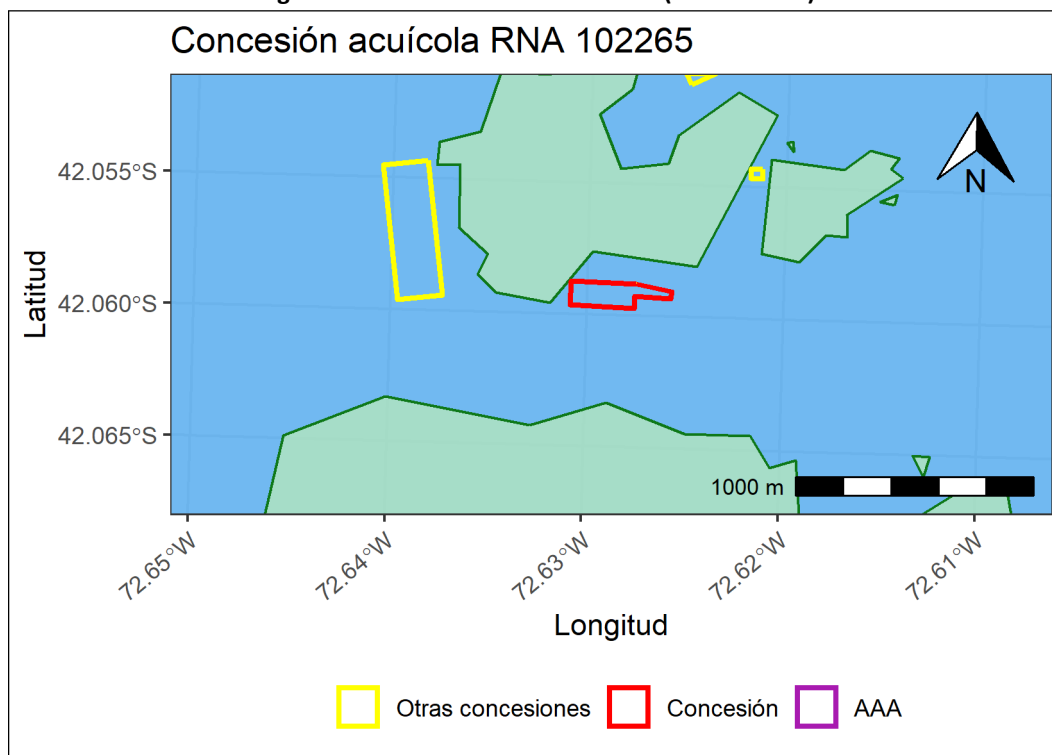 Concesión acuícola RNA 102265
N
42.055°S
42.060°S
42.065°S
Latitud
1000 m
72.65°W
72.64°W
72.63°W
72.62°W
72.61°W
Longitud
Otras concesiones
Concesión
AAA